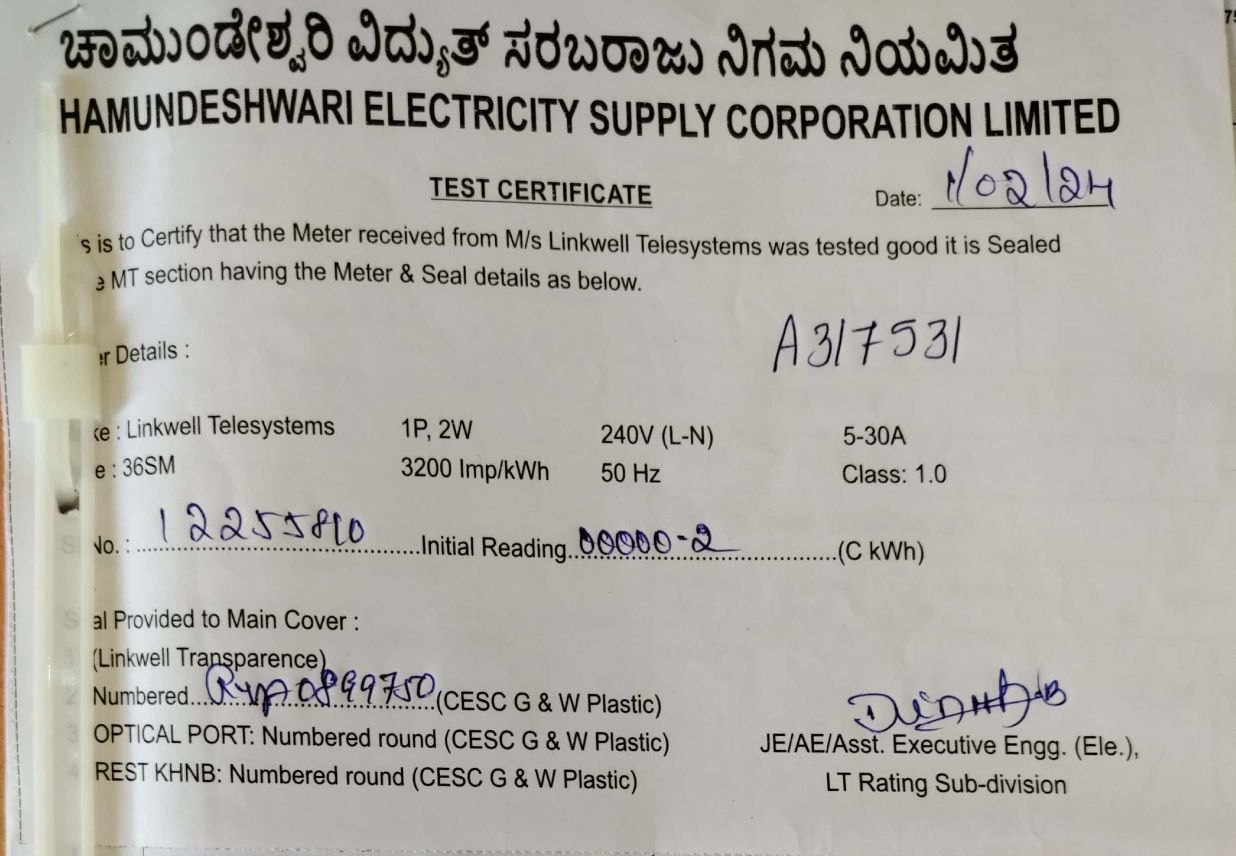 ಚಾಮುಂಡೇಶ್ವರಿ ವಿದ್ಯುತ್ ಸರಬರಾಜು ನಿಗಮ ನಿಯಮಿತ
HAMUNDESHWARI ELECTRICITY SUPPLY CORPORATION LIMITED
TEST CERTIFICATE Date: 1/02/24
s is to Certify that the Meter received from M/s Linkwell Telesystems was tested good it is Sealed
e MT section having the Meter & Seal details as below.
A317531
er Details :
ke : Linkwell Telesystems 1P, 2W 240V (L-N) 5-30A
e : 36SM 3200 Imp/kWh 50 Hz Class: 1.0
No. : Initial Reading 00000-2 (C kWh)
al Provided to Main Cover :
(Linkwell Transparence)
2 Numbered (CESC G & W Plastic)
3 OPTICAL PORT: Numbered round (CESC G & W Plastic)
4 REST KHNB: Numbered round (CESC G & W Plastic)
JE/AE/Asst. Executive Engg. (Ele.),
LT Rating Sub-division